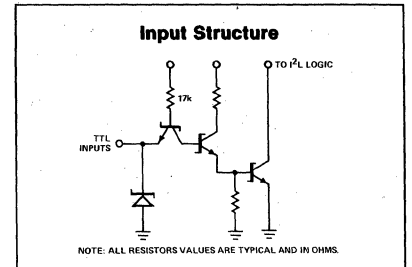 Input Structure
TO I²L LOGIC
17k
TTL
INPUTS
NOTE: ALL RESISTORS VALUES ARE TYPICAL AND IN OHMS.